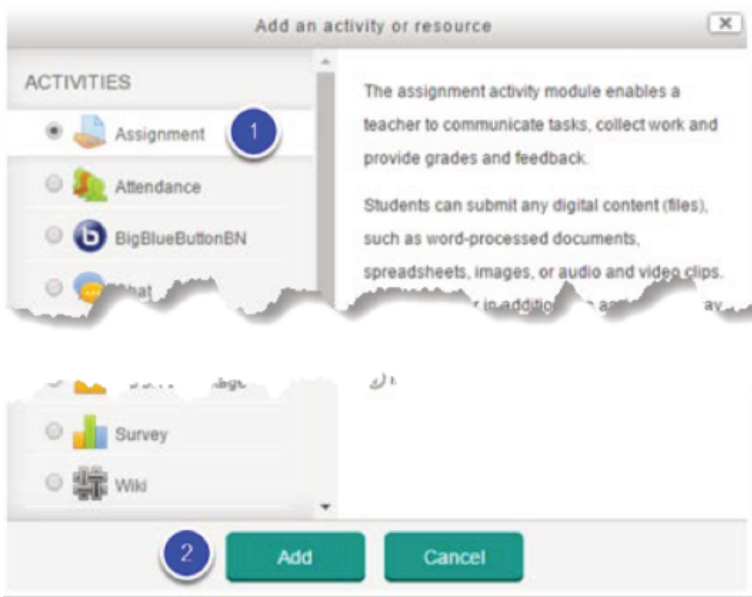 Add an activity or resource
ACTIVITIES
Assignment
1
Attendance
BigBlueButtonBN
The assignment activity module enables a
teacher to communicate tasks, collect work and
provide grades and feedback.
Students can submit any digital content (files),
such as word-processed documents,
spreadsheets, images, or audio and video clips.
in addition
Survey
Wiki
2
Add
Cancel